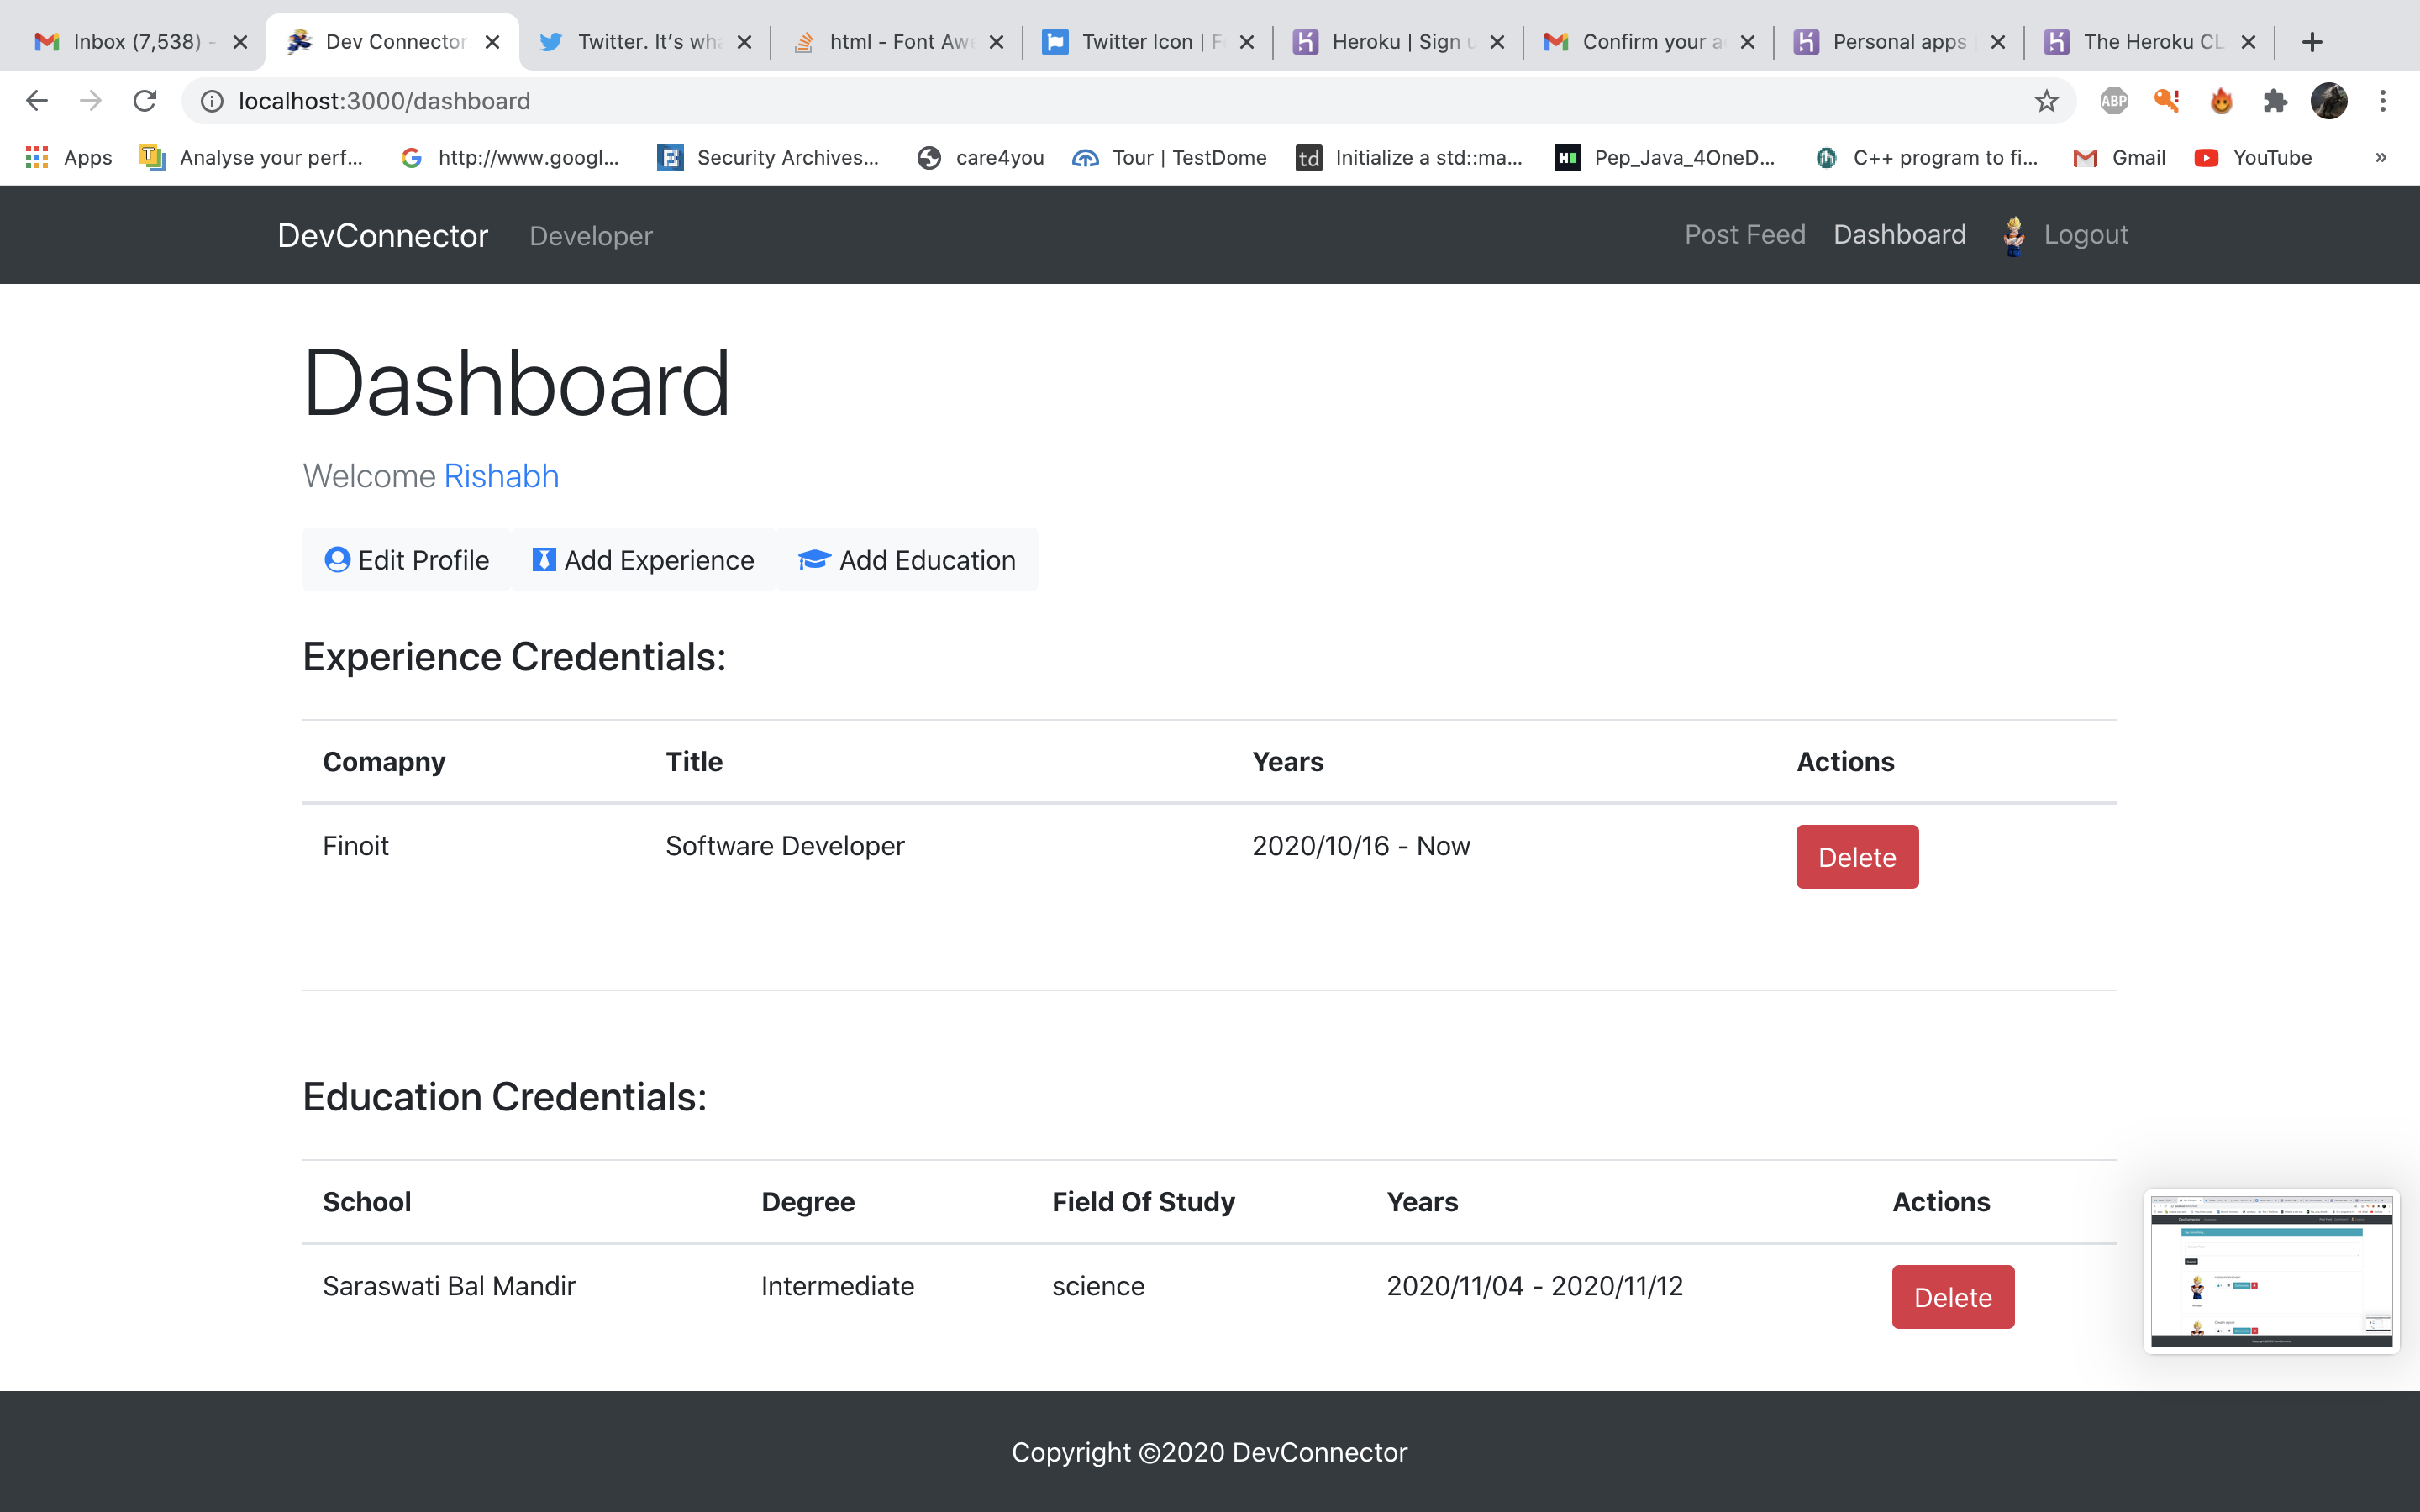 Inbox (7,538) - Dev Connector Twitter. It's wha html - Font Awe Twitter Icon | F Heroku | Sign u Confirm your a Personal apps The Heroku CL
localhost:3000/dashboard ABP
Apps Analyse your perf... http://www.googl... Security Archives... care4you Tour | TestDome td Initialize a std::ma... Pep_Java_4OneD... C++ program to fi... Gmail YouTube »
DevConnector Developer Post Feed Dashboard Logout
Dashboard
Welcome Rishabh
Edit Profile Add Experience Add Education
Experience Credentials:
Comapny Title Years Actions
Finoit Software Developer 2020/10/16 - Now Delete
Education Credentials:
School Degree Field Of Study Years Actions
Saraswati Bal Mandir Intermediate science 2020/11/04 - 2020/11/12 Delete
Copyright ©2020 DevConnector